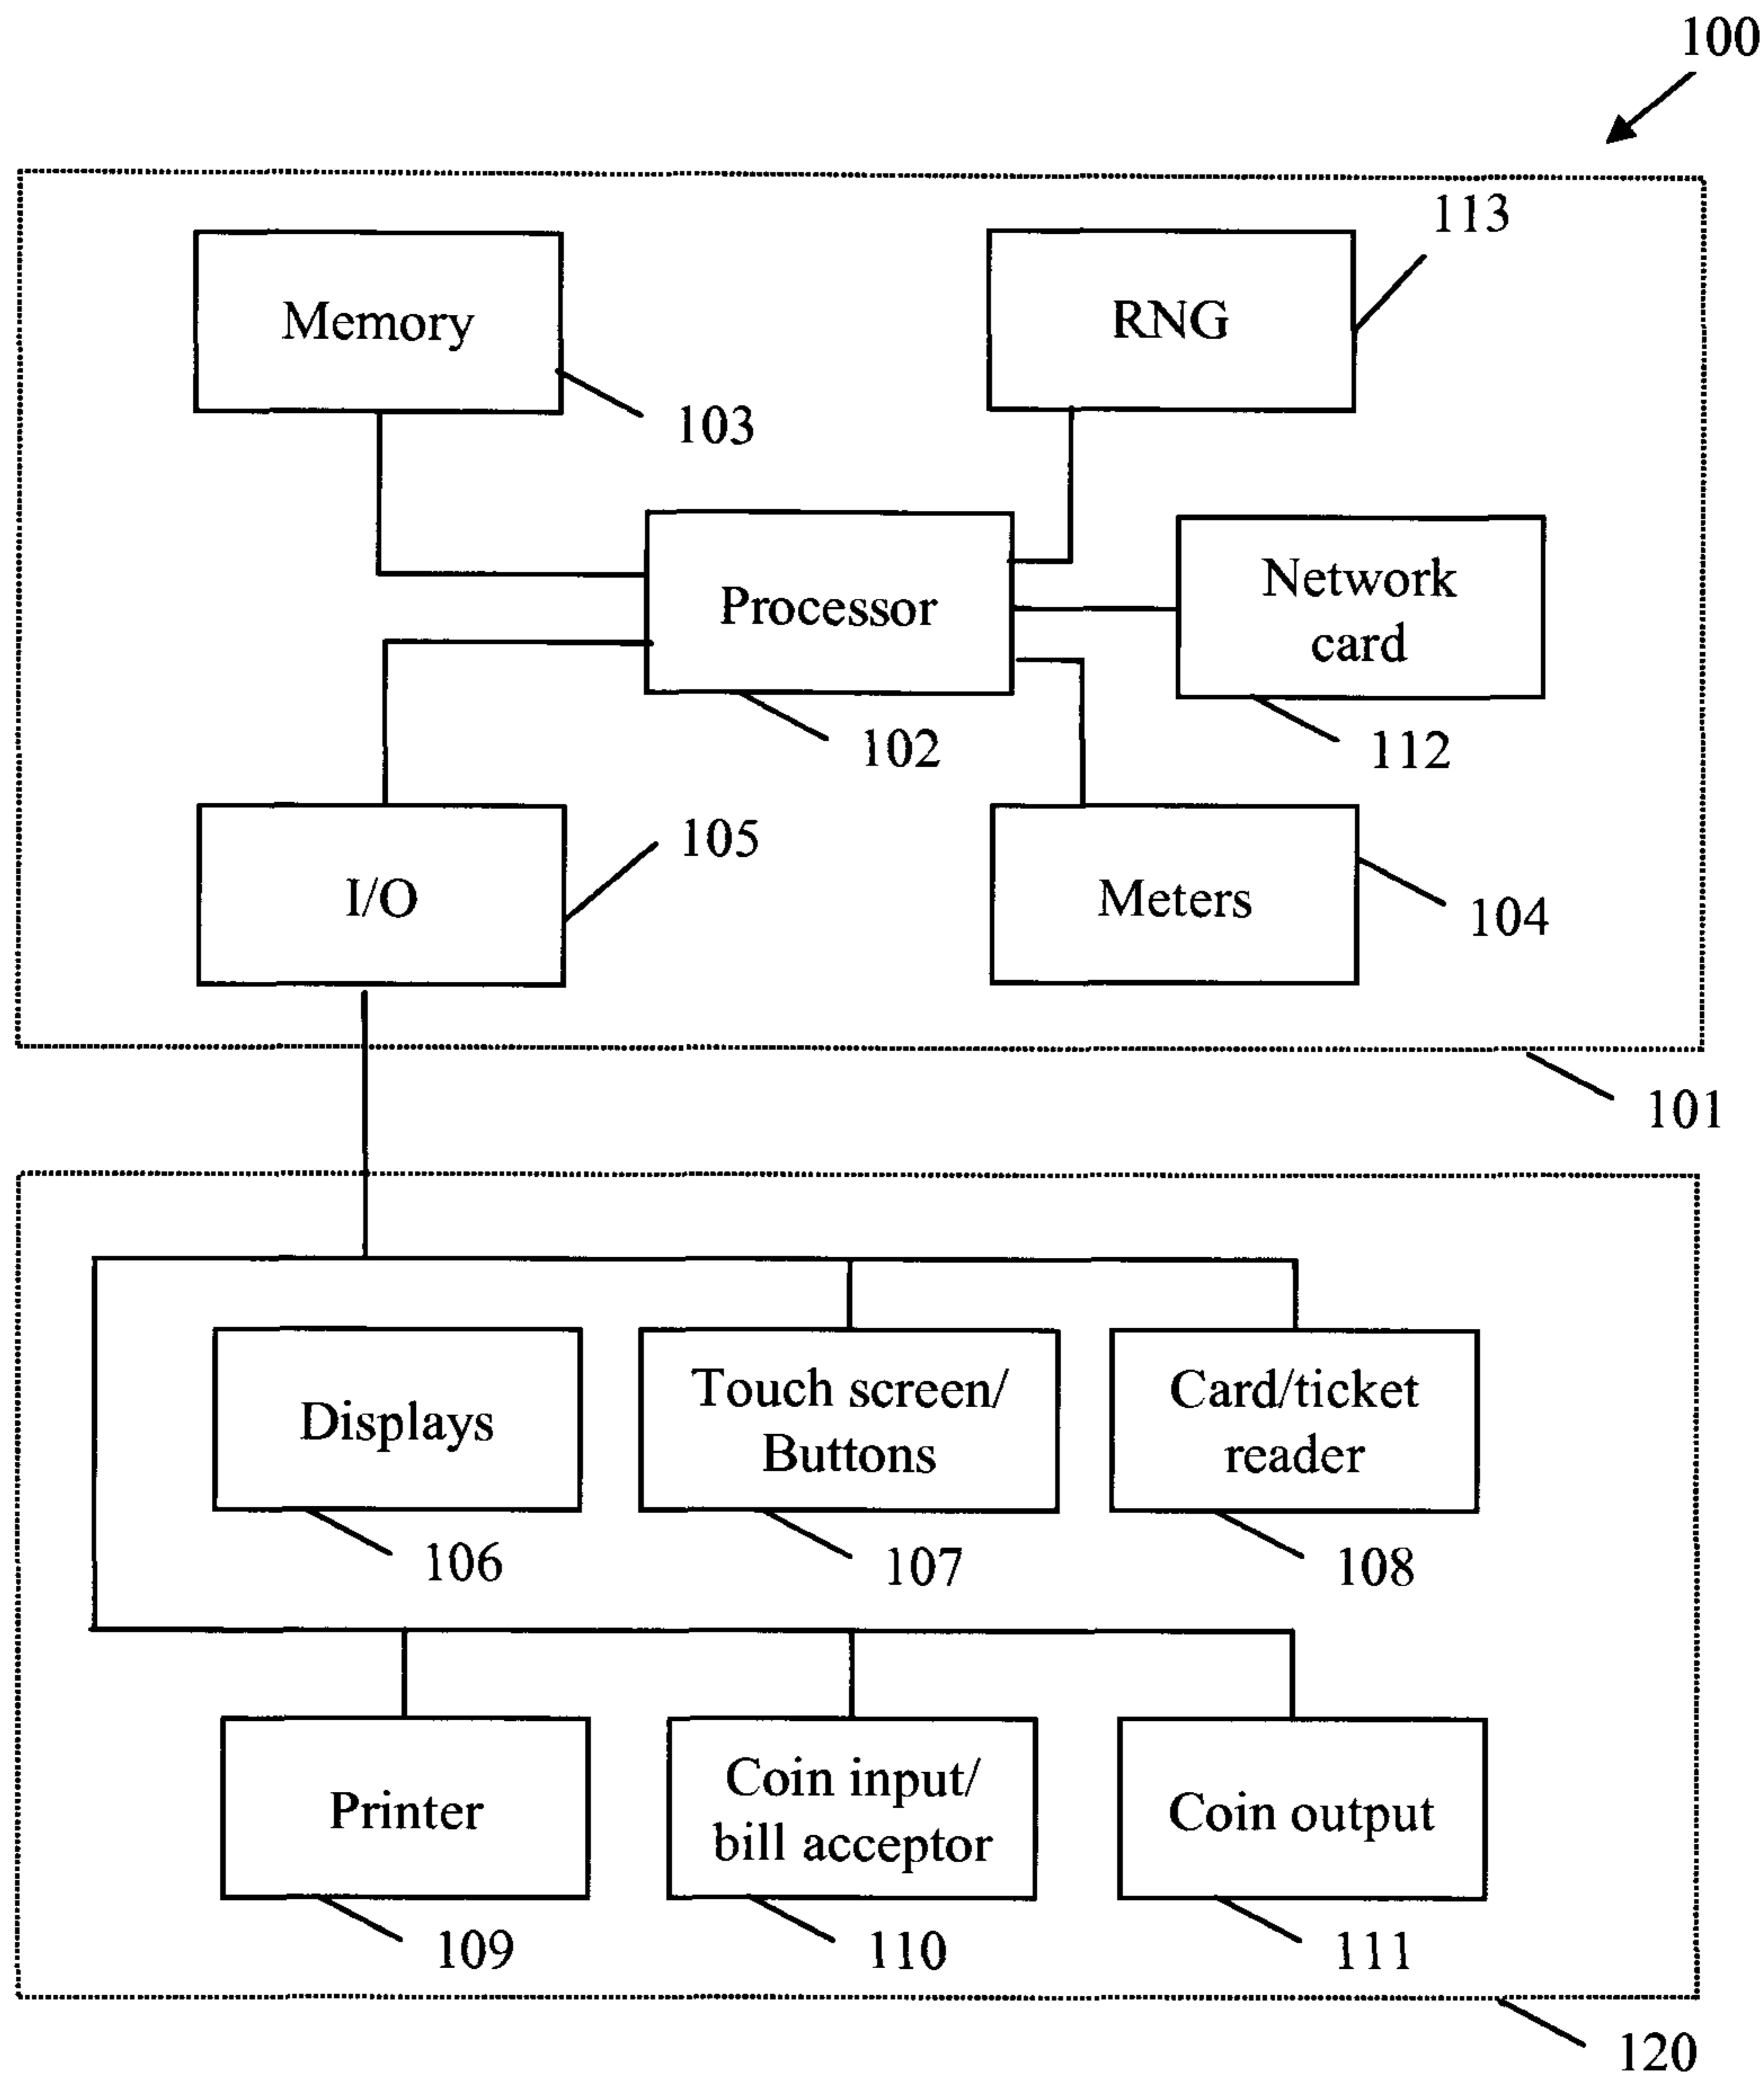 100
113
Memory
RNG
103
Processor
Network
card
102
112
105
I/O
Meters
104
101
Displays
Touch screen/
Buttons
Card/ticket
reader
106
107
108
Printer
Coin input/
bill acceptor
Coin output
109
110
111
120